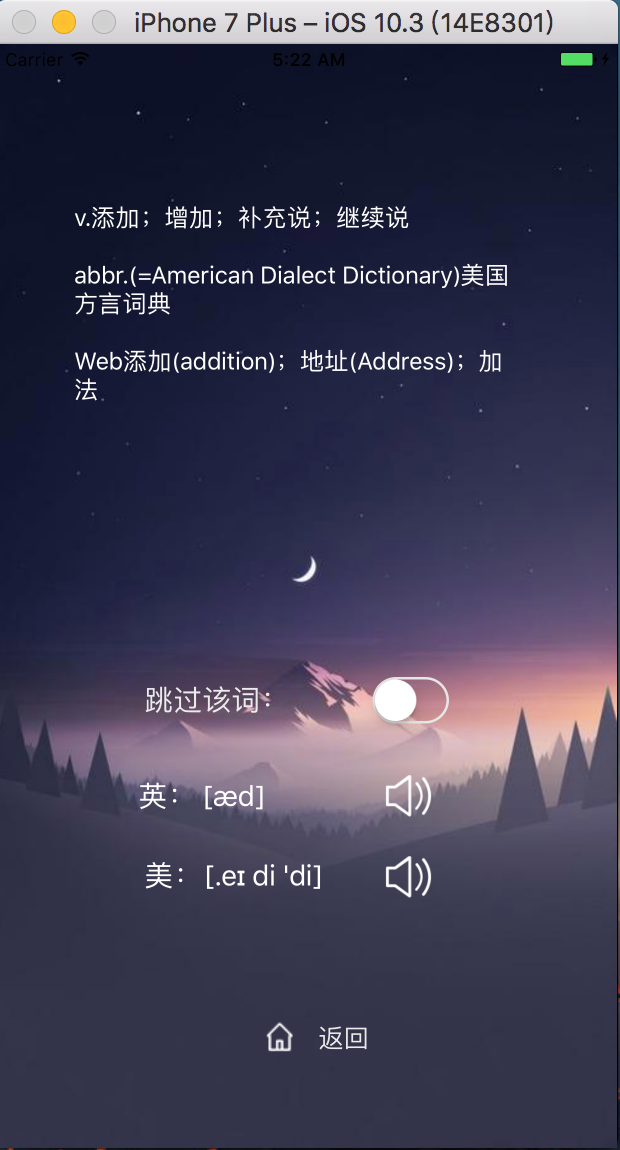 iPhone 7 Plus – iOS 10.3 (14E8301)
Carrier 5:22 AM
v.添加；增加；补充说；继续说
abbr.(=American Dialect Dictionary)美国
方言词典
Web添加(addition)；地址(Address)；加
法
跳过该词：
英： [æd]
美： [.eɪ di 'di]
返回